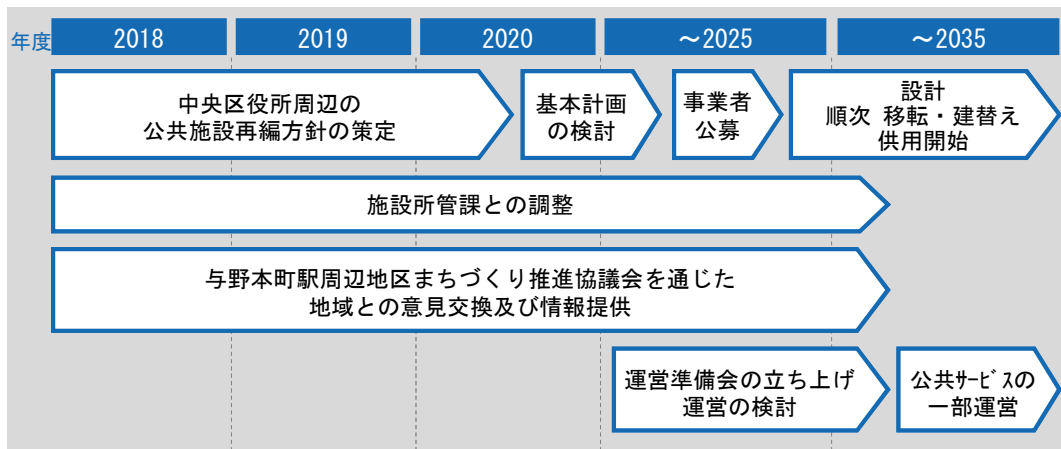 年度 2018 2019 2020 ～2025 ～2035
中央区役所周辺の
公共施設再編方針の策定
基本計画
の検討
事業者
公募
設計
順次 移転・建替え
供用開始
施設所管課との調整
与野本町駅周辺地区まちづくり推進協議会を通じた
地域との意見交換及び情報提供
運営準備会の立ち上げ
運営の検討
公共ｻｰﾋﾞｽの
一部運営